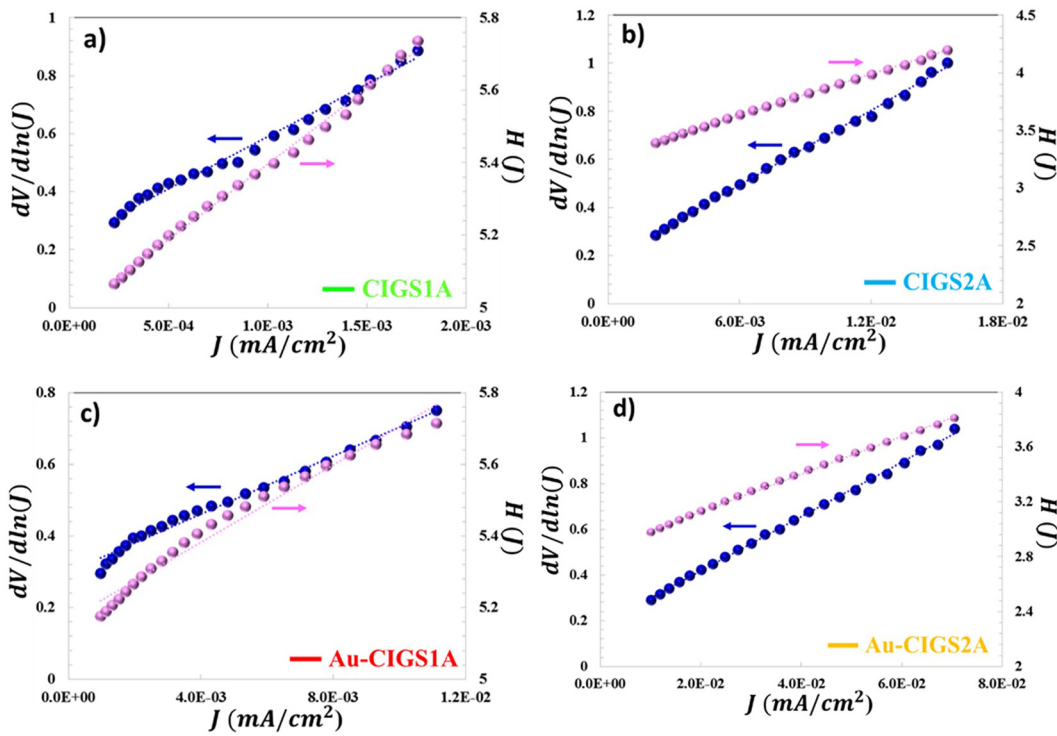 a)
dV/dln(J)
1
0.8
0.6
0.4
0.2
0
5.8
5.6
5.4
5.2
5
H (J)
CIGS1A
0.0E+00 5.0E-04 1.0E-03 1.5E-03 2.0E-03
J (mA/cm²)
b)
dV/dln(J)
1.2
1
0.8
0.6
0.4
0.2
0
4.5
4
3.5
3
2.5
2
H (J)
CIGS2A
0.0E+00 6.0E-03 1.2E-02 1.8E-02
J (mA/cm²)
c)
dV/dln(J)
0.8
0.6
0.4
0.2
0
5.8
5.6
5.4
5.2
5
H (J)
Au-CIGS1A
0.0E+00 4.0E-03 8.0E-03 1.2E-02
J (mA/cm²)
d)
dV/dln(J)
1.2
1
0.8
0.6
0.4
0.2
0
4
3.6
3.2
2.8
2.4
2
H (J)
Au-CIGS2A
0.0E+00 2.0E-02 4.0E-02 6.0E-02 8.0E-02
J (mA/cm²)